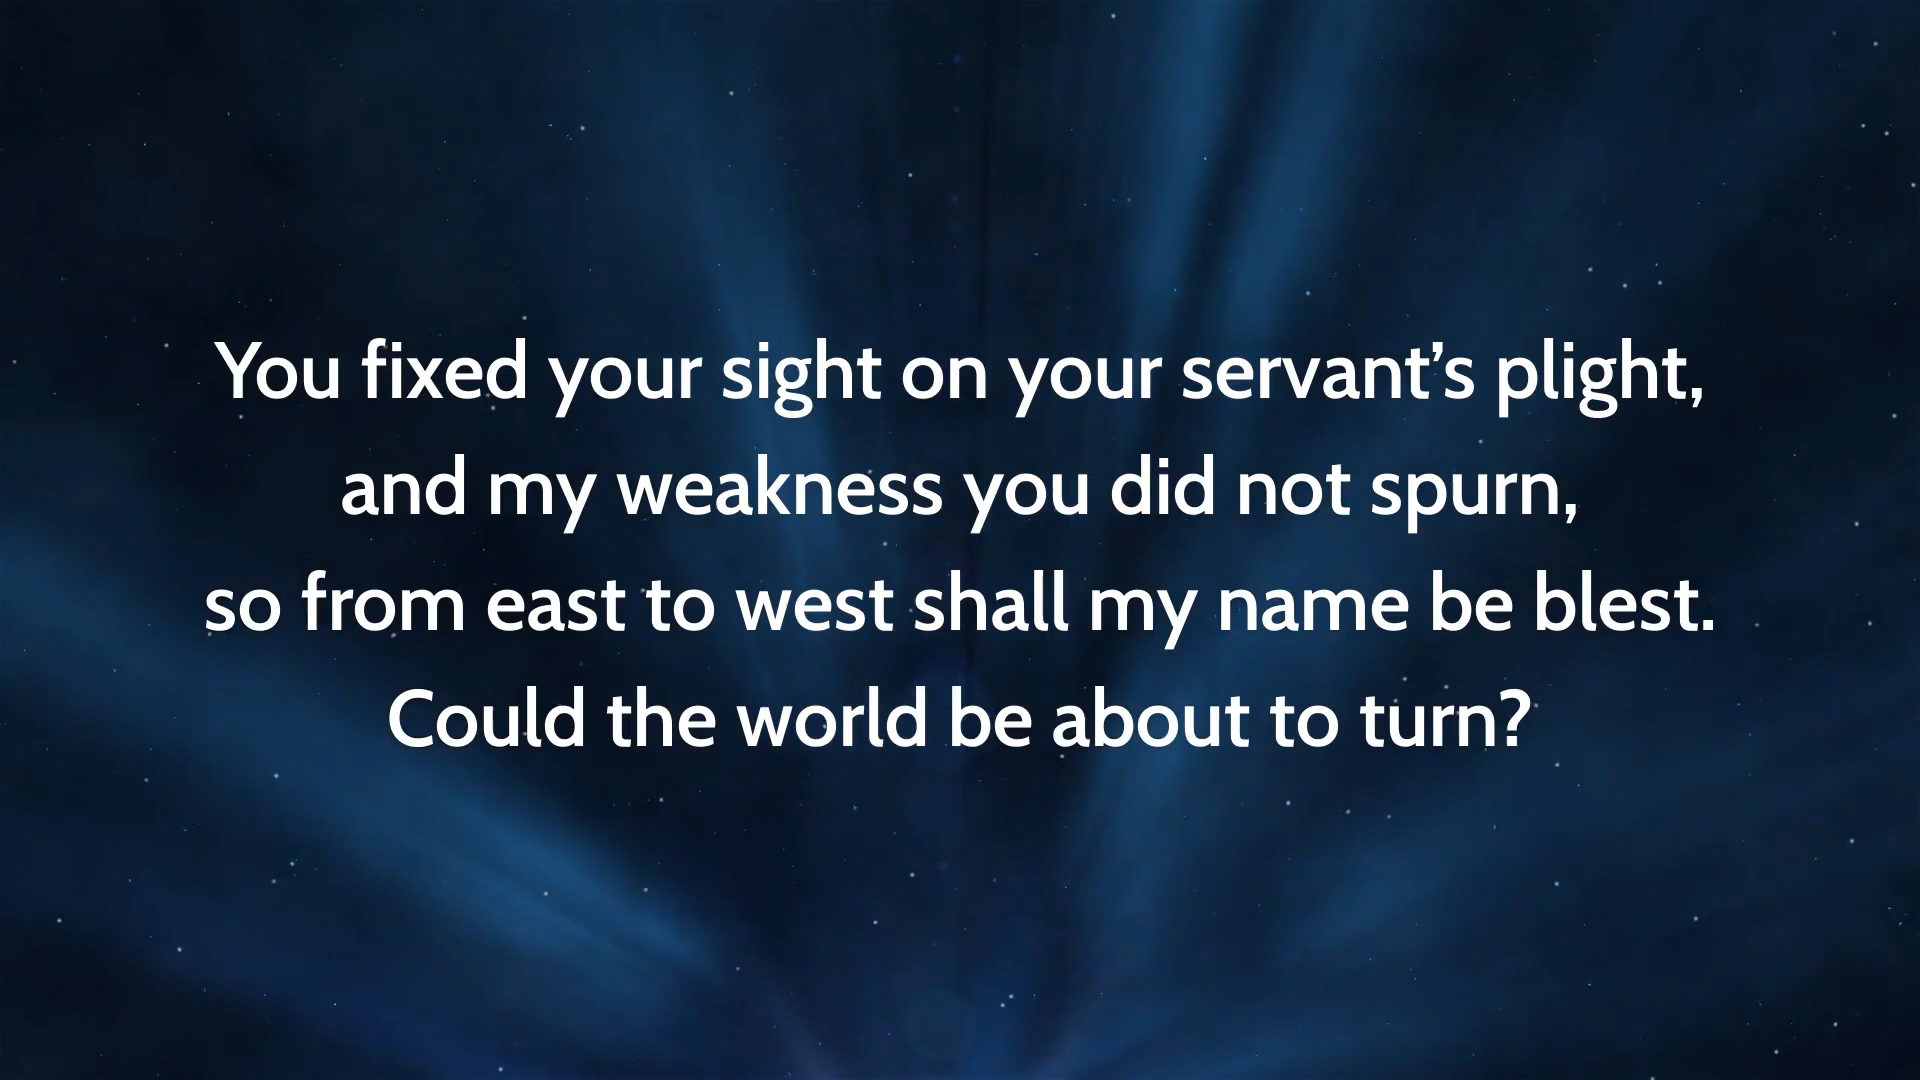 You fixed your sight on your servant’s plight,
and my weakness you did not spurn,
so from east to west shall my name be blest.
Could the world be about to turn?